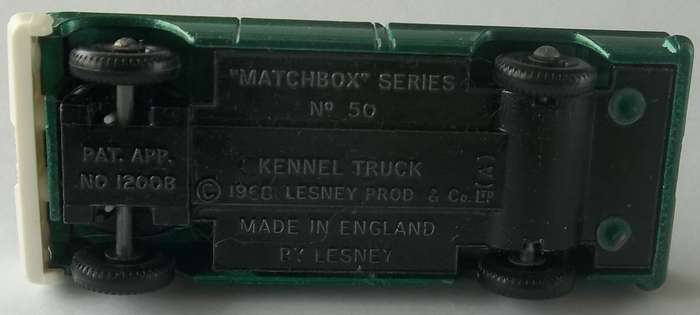 "MATCHBOX" SERIES
Nº 50
PAT. APP.
NO 12008
KENNEL TRUCK
© 1968 LESNEY PROD & Co. LTD
(A)
MADE IN ENGLAND
BY LESNEY